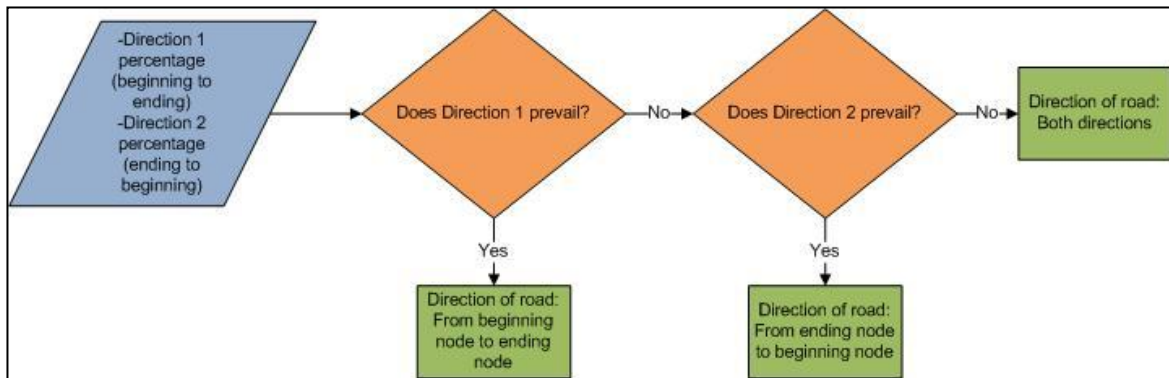 -Direction 1
percentage
(beginning to
ending)
-Direction 2
percentage
(ending to
beginning)
Does Direction 1 prevail?
No
Does Direction 2 prevail?
No
Direction of road:
Both directions
Yes
Yes
Direction of road:
From beginning
node to ending
node
Direction of road:
From ending node
to beginning node